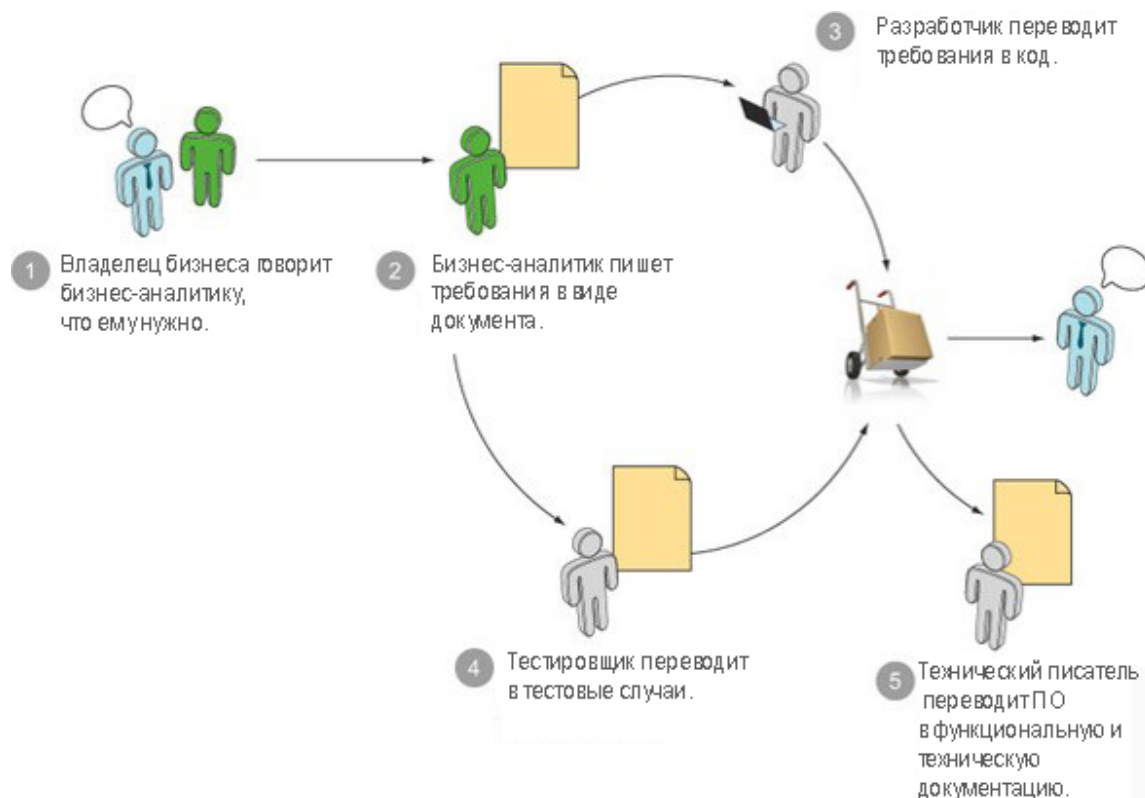 1
Владелец бизнеса говорит
бизнес-аналитику,
что ему нужно.
2
Бизнес-аналитик пишет
требования в виде
документа.
3
Разработчик переводит
требования в код.
4
Тестировщик переводит
в тестовые случаи.
5
Технический писатель
переводит ПО
в функциональную и
техническую
документацию.